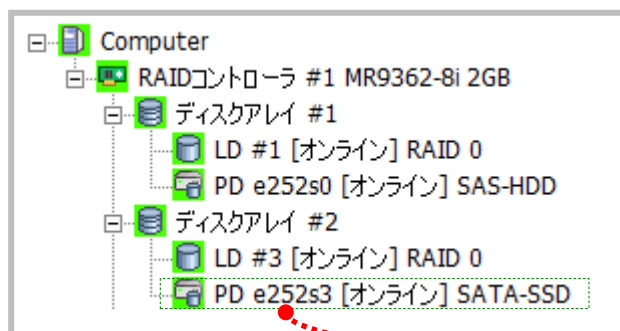 Computer
RAIDコントローラ #1 MR9362-8i 2GB
ディスクアレイ #1
LD #1 [オンライン] RAID 0
PD e252s0 [オンライン] SAS-HDD
ディスクアレイ #2
LD #3 [オンライン] RAID 0
PD e252s3 [オンライン] SATA-SSD